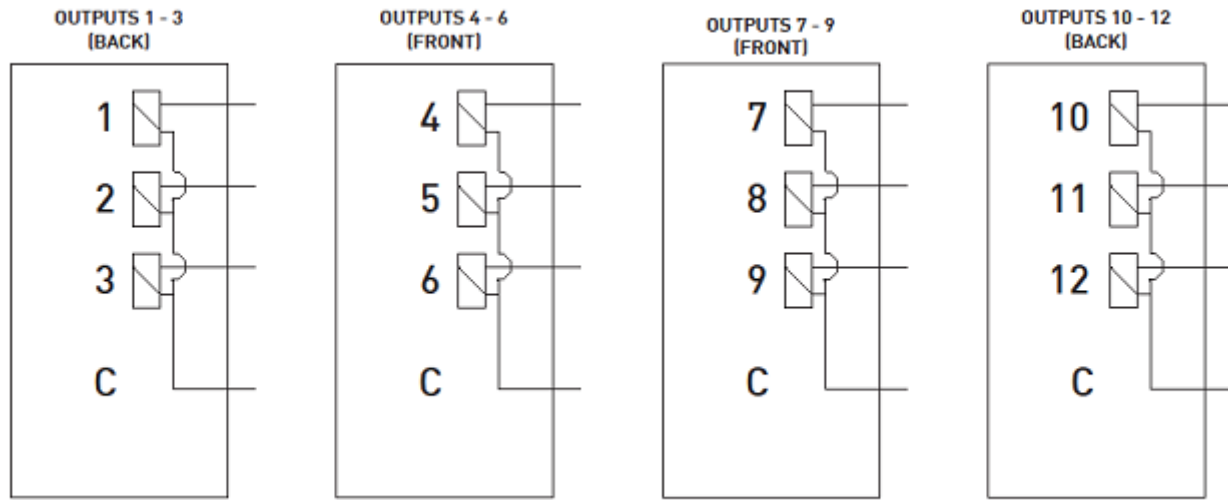 OUTPUTS 1 - 3
(BACK)
1
2
3
C
OUTPUTS 4 - 6
(FRONT)
4
5
6
C
OUTPUTS 7 - 9
(FRONT)
7
8
9
C
OUTPUTS 10 - 12
(BACK)
10
11
12
C